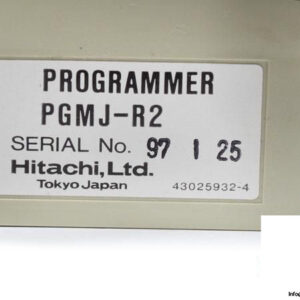 PROGRAMMER
PGMJ-R2
SERIAL No. 97 I 25
Hitachi, Ltd.
Tokyo Japan 43025932-4